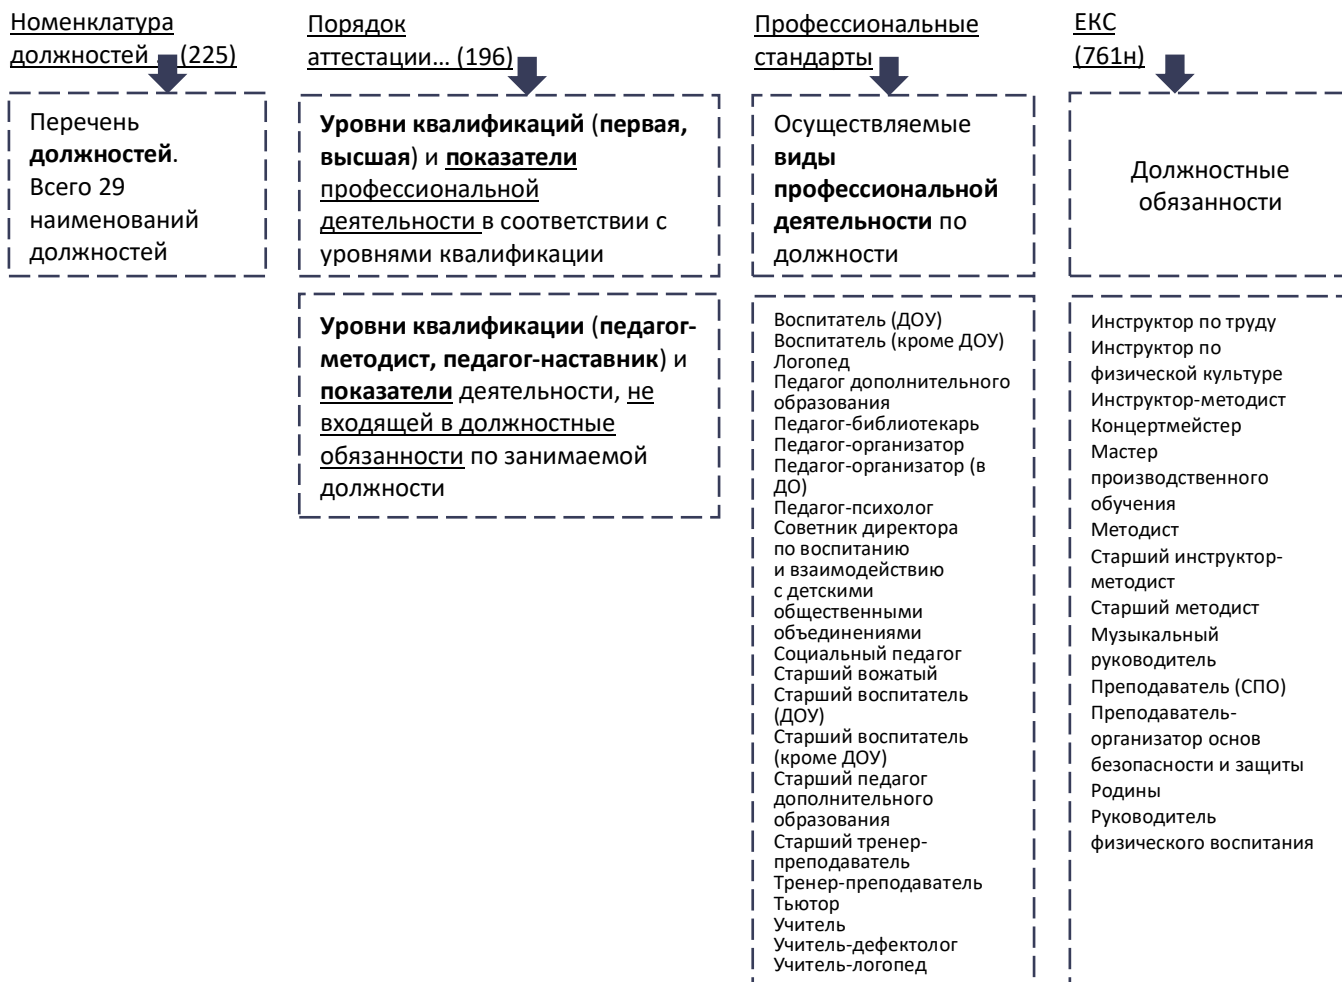 Номенклатура
должностей … (225)
Перечень
должностей.
Всего 29
наименований
должностей
Порядок
аттестации… (196)
Уровни квалификаций (первая,
высшая) и показатели
профессиональной
деятельности в соответствии с
уровнями квалификации
Уровни квалификации (педагог-
методист, педагог-наставник) и
показатели деятельности, не
входящей в должностные
обязанности по занимаемой
должности
Профессиональные
стандарты
Осуществляемые
виды
профессиональной
деятельности по
должности
Воспитатель (ДОУ)
Воспитатель (кроме ДОУ)
Логопед
Педагог дополнительного
образования
Педагог-библиотекарь
Педагог-организатор
Педагог-организатор (в
ДО)
Педагог-психолог
Советник директора
по воспитанию
и взаимодействию
с детскими
общественными
объединениями
Социальный педагог
Старший вожатый
Старший воспитатель
(ДОУ)
Старший воспитатель
(кроме ДОУ)
Старший педагог
дополнительного
образования
Старший тренер-
преподаватель
Тренер-преподаватель
Тьютор
Учитель
Учитель-дефектолог
Учитель-логопед
ЕКС
(761н)
Должностные
обязанности
Инструктор по труду
Инструктор по
физической культуре
Инструктор-методист
Концертмейстер
Мастер
производственного
обучения
Методист
Старший инструктор-
методист
Старший методист
Музыкальный
руководитель
Преподаватель (СПО)
Преподаватель-
организатор основ
безопасности и защиты
Родины
Руководитель
физического воспитания